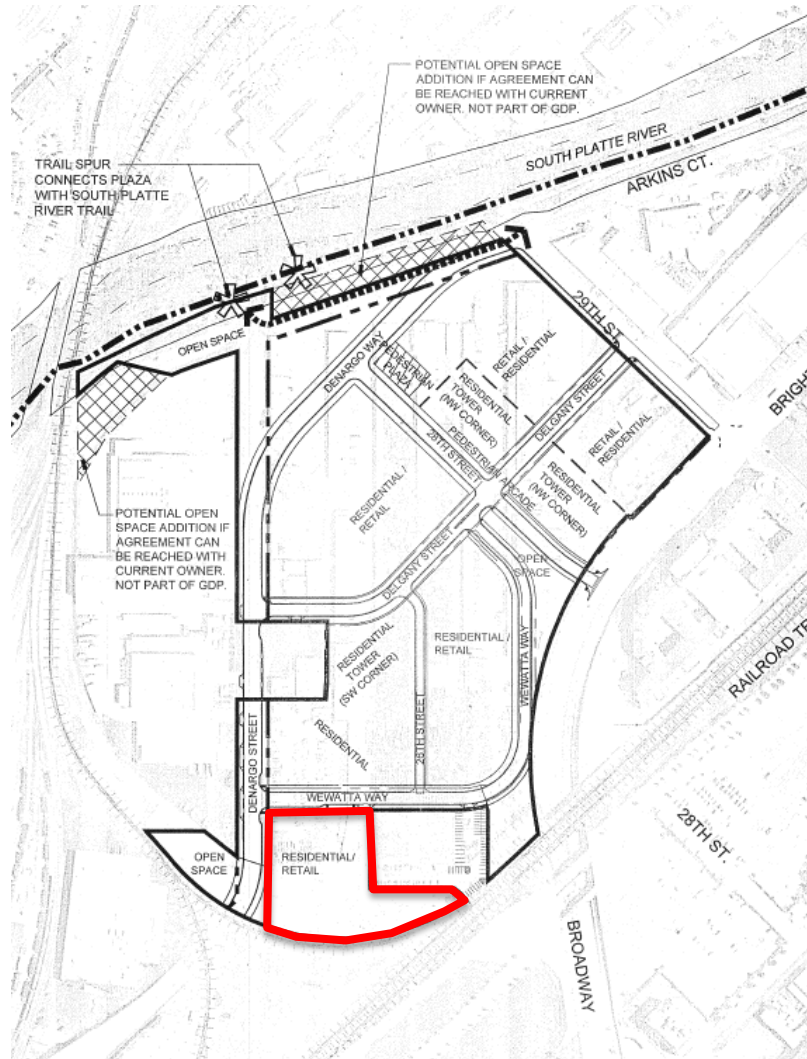 POTENTIAL OPEN SPACE
ADDITION IF AGREEMENT CAN
BE REACHED WITH CURRENT
OWNER. NOT PART OF GDP.
SOUTH PLATTE RIVER
ARKINS CT.
TRAIL SPUR
CONNECTS PLAZA
WITH SOUTH PLATTE
RIVER TRAIL
29TH ST.
OPEN SPACE
DENARGO WAY
PEDESTRIAN
PLAZA
RETAIL /
RESIDENTIAL
RESIDENTIAL
TOWER
(NW CORNER)
DELGANY STREET
BRIGHT
28TH STREET
PEDESTRIAN ARCADE
RETAIL /
RESIDENTIAL
RESIDENTIAL
TOWER
(NW CORNER)
RESIDENTIAL /
RETAIL
POTENTIAL OPEN
SPACE ADDITION IF
AGREEMENT CAN
BE REACHED WITH
CURRENT OWNER.
NOT PART OF GDP.
DELGANY STREET
OPEN
SPACE
RESIDENTIAL
TOWER
(SW CORNER)
RESIDENTIAL /
RETAIL
WEWATTA WAY
RAILROAD TR
RESIDENTIAL
28TH STREET
DENARGO STREET
WEWATTA WAY
28TH ST.
OPEN
SPACE
RESIDENTIAL/
RETAIL
BROADWAY